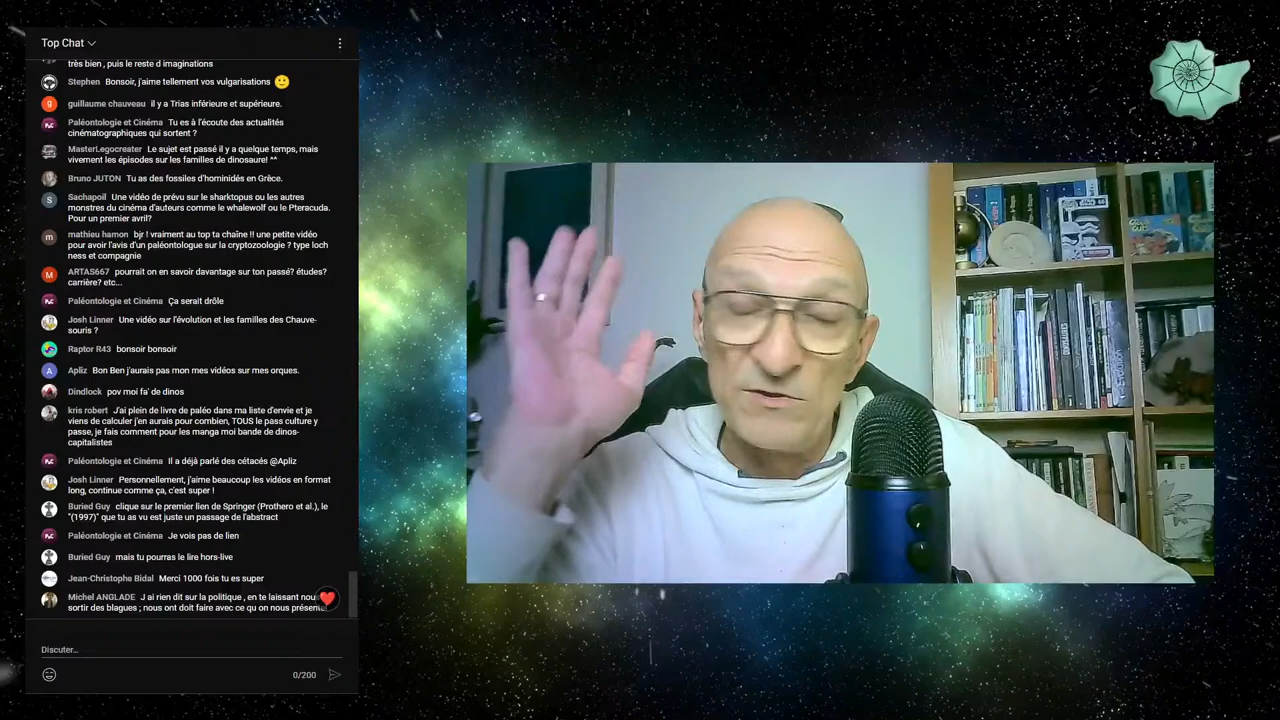 Top Chat
très bien , puis le reste d imaginations
Stephen Bonsoir, j'aime tellement vos vulgarisations
guillaume chauveau il y a Trias inférieure et supérieure.
Paléontologie et Cinéma Tu es à l'écoute des actualités
cinématographiques qui sortent ?
MasterLegocreater Le sujet est passé il y a quelque temps, mais
vivement les épisodes sur les familles de dinosaure! ^^
Bruno JUTON Tu as des fossiles d'hominidés en Grèce.
Sachapoil Une vidéo de prévu sur le sharktopus ou les autres
monstres du cinéma d'auteurs comme le whalewolf ou le Pteracuda.
Pour un premier avril?
mathieu hamon bjr ! vraiment au top ta chaîne !! une petite vidéo
pour avoir l'avis d'un paléontologue sur la cryptozoologie ? type loch
ness et compagnie
ARTAS667 pourrait on en savoir davantage sur ton passé? études?
carrière? etc...
Paléontologie et Cinéma Ça serait drôle
Josh Linner Une vidéo sur l'évolution et les familles des Chauve-
souris ?
Raptor R43 bonsoir bonsoir
Apliz Bon Ben j'aurais pas mon mes vidéos sur mes orques.
Dindlock pov moi fa' de dinos
kris robert J'ai plein de livre de paléo dans ma liste d'envie et je
viens de calculer j'en aurais pour combien, TOUS le pass culture y
passe, je fais comment pour les manga moi bande de dinos-
capitalistes
Paléontologie et Cinéma Il a déjà parlé des cétacés @Apliz
Josh Linner Personnellement, j'aime beaucoup les vidéos en format
long, continue comme ça, c'est super !
Buried Guy clique sur le premier lien de Springer (Prothero et al.), le
"(1997)" que tu as vu est juste un passage de l'abstract
Paléontologie et Cinéma Je vois pas de lien
Buried Guy mais tu pourras le lire hors-live
Jean-Christophe Bidal Merci 1000 fois tu es super
Michel ANGLADE J ai rien dit sur la politique , en te laissant nous
sortir des blagues ; nous ont doit faire avec ce qu on nous présente
Discuter...
0/200